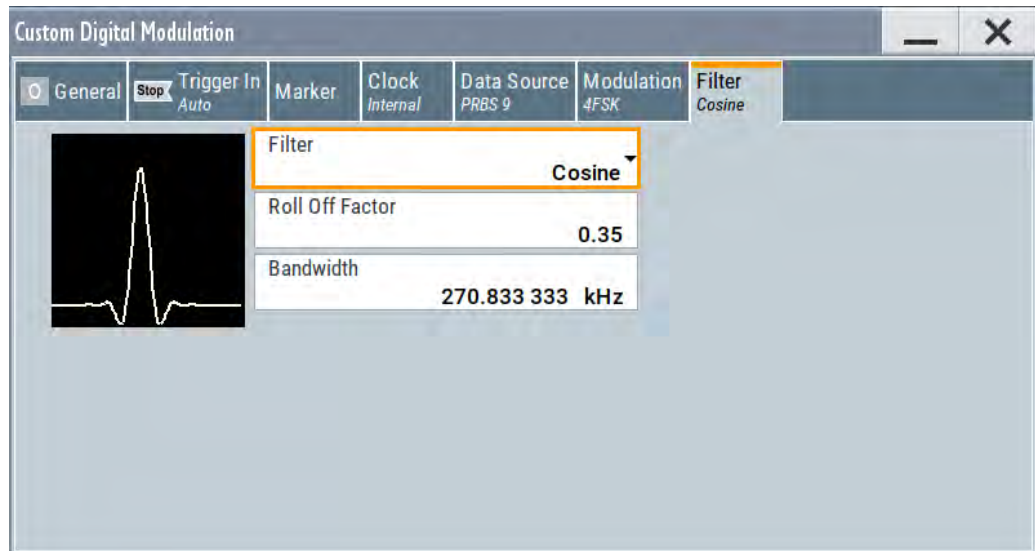 Custom Digital Modulation
O General
Stop Trigger In
Auto
Marker
Clock
Internal
Data Source
PRBS 9
Modulation
4FSK
Filter
Cosine
Filter
Cosine
Roll Off Factor
0.35
Bandwidth
270.833 333 kHz